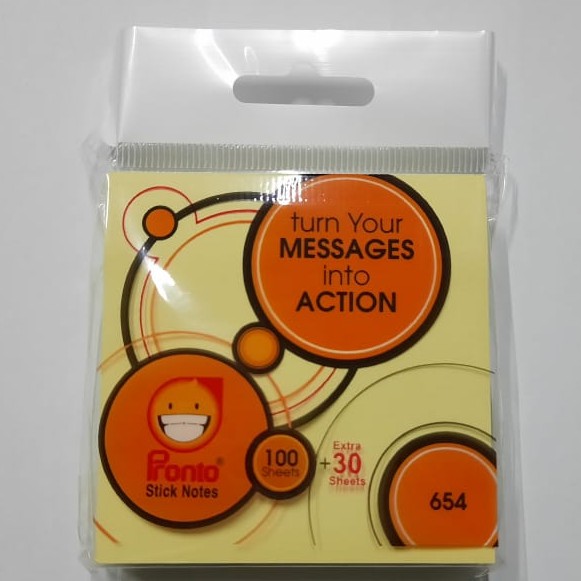 turn Your
MESSAGES
into
ACTION
Pronto®
Stick Notes
100
Sheets
+
Extra
30
Sheets
654